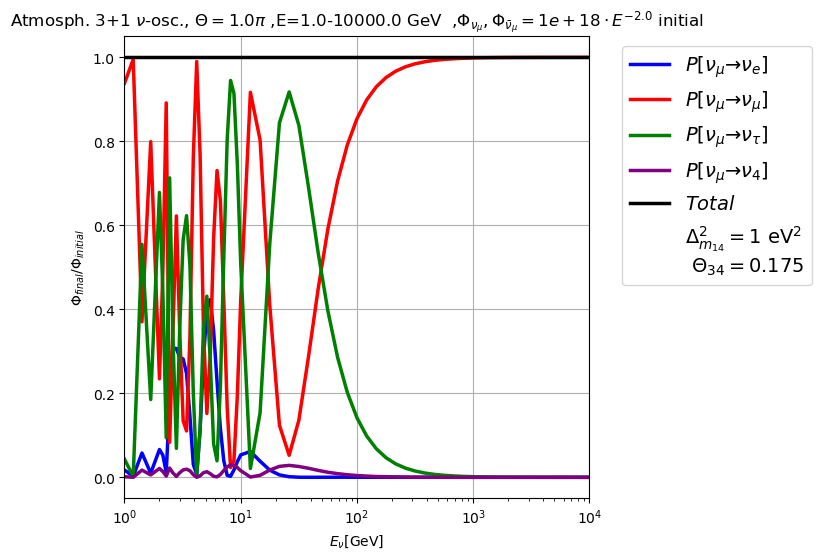 Atmosph. 3+1 ν-osc., Θ = 1.0π ,E=1.0-10000.0 GeV  ,Φ_{ν_μ}, Φ_{ν̄_μ} = 1e + 18 · E^{−2.0} initial
Φ_{final}/Φ_{initial}
1.0
0.8
0.6
0.4
0.2
0.0
10^0
10^1
10^2
10^3
10^4
E_ν[GeV]
P[ν_μ→ν_e]
P[ν_μ→ν_μ]
P[ν_μ→ν_τ]
P[ν_μ→ν_4]
Total
Δ^2_{m_{14}} = 1 eV^2
Θ_{34} = 0.175